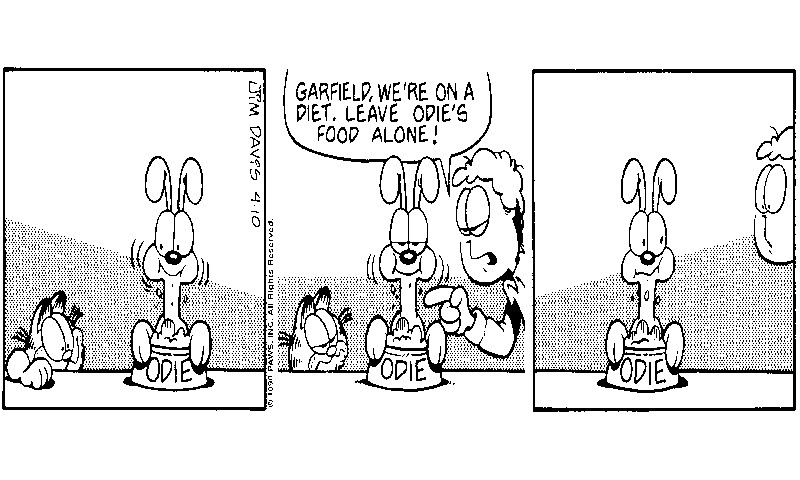 JIM DAVIS 4·10
ODIE
© 1990 PAWS, INC. All Rights Reserved.
GARFIELD, WE'RE ON A
DIET. LEAVE ODIE'S
FOOD ALONE!
ODIE
ODIE